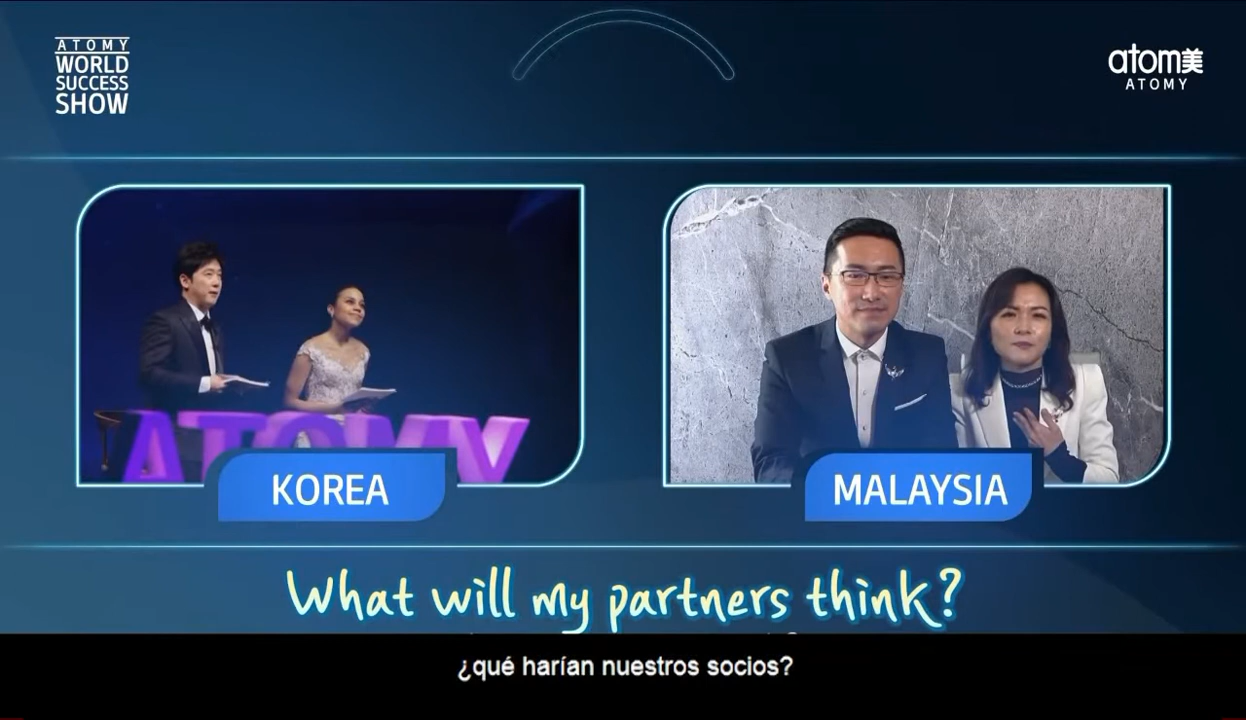 ATOMY
WORLD
SUCCESS
SHOW
atom美
ATOMY
ATOMY
KOREA
MALAYSIA
What will my partners think?
¿qué harían nuestros socios?